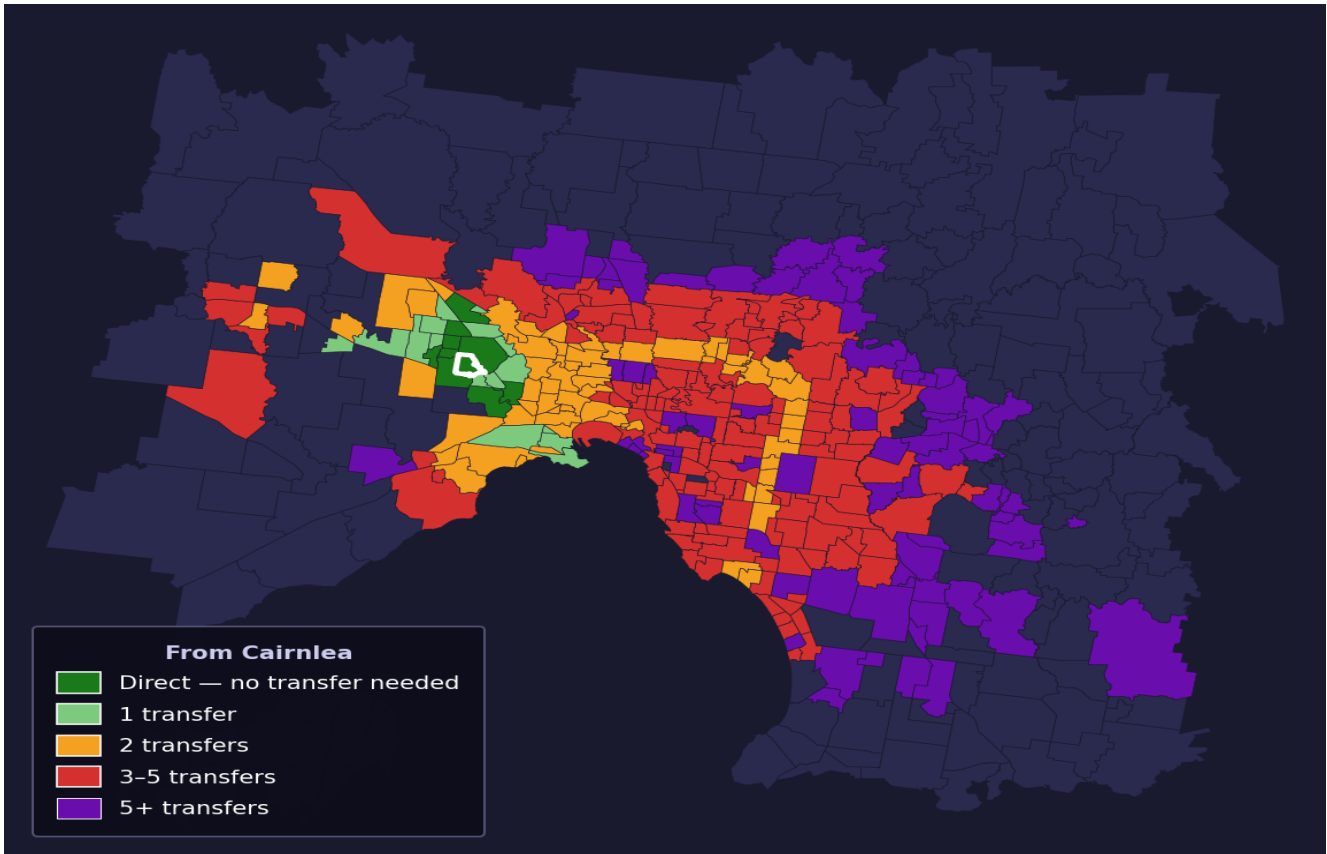 From Cairnlea
Direct — no transfer needed
1 transfer
2 transfers
3–5 transfers
5+ transfers